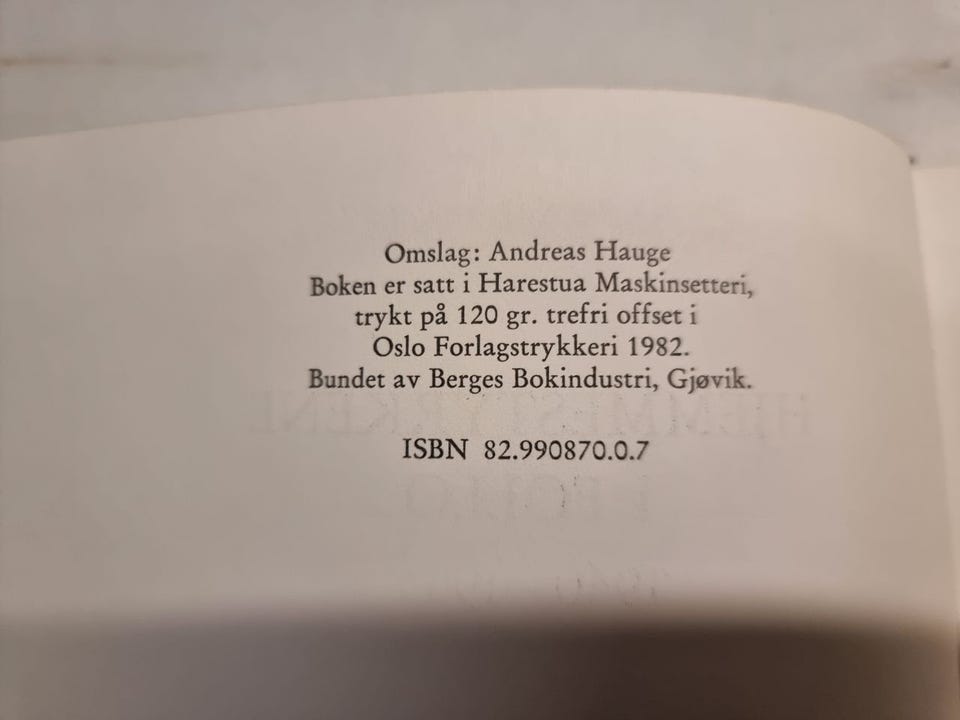 Omslag: Andreas Hauge
Boken er satt i Harestua Maskinsetteri,
trykt på 120 gr. trefri offset i
Oslo Forlagstrykkeri 1982.
Bundet av Berges Bokindustri, Gjøvik.
ISBN 82.990870.0.7